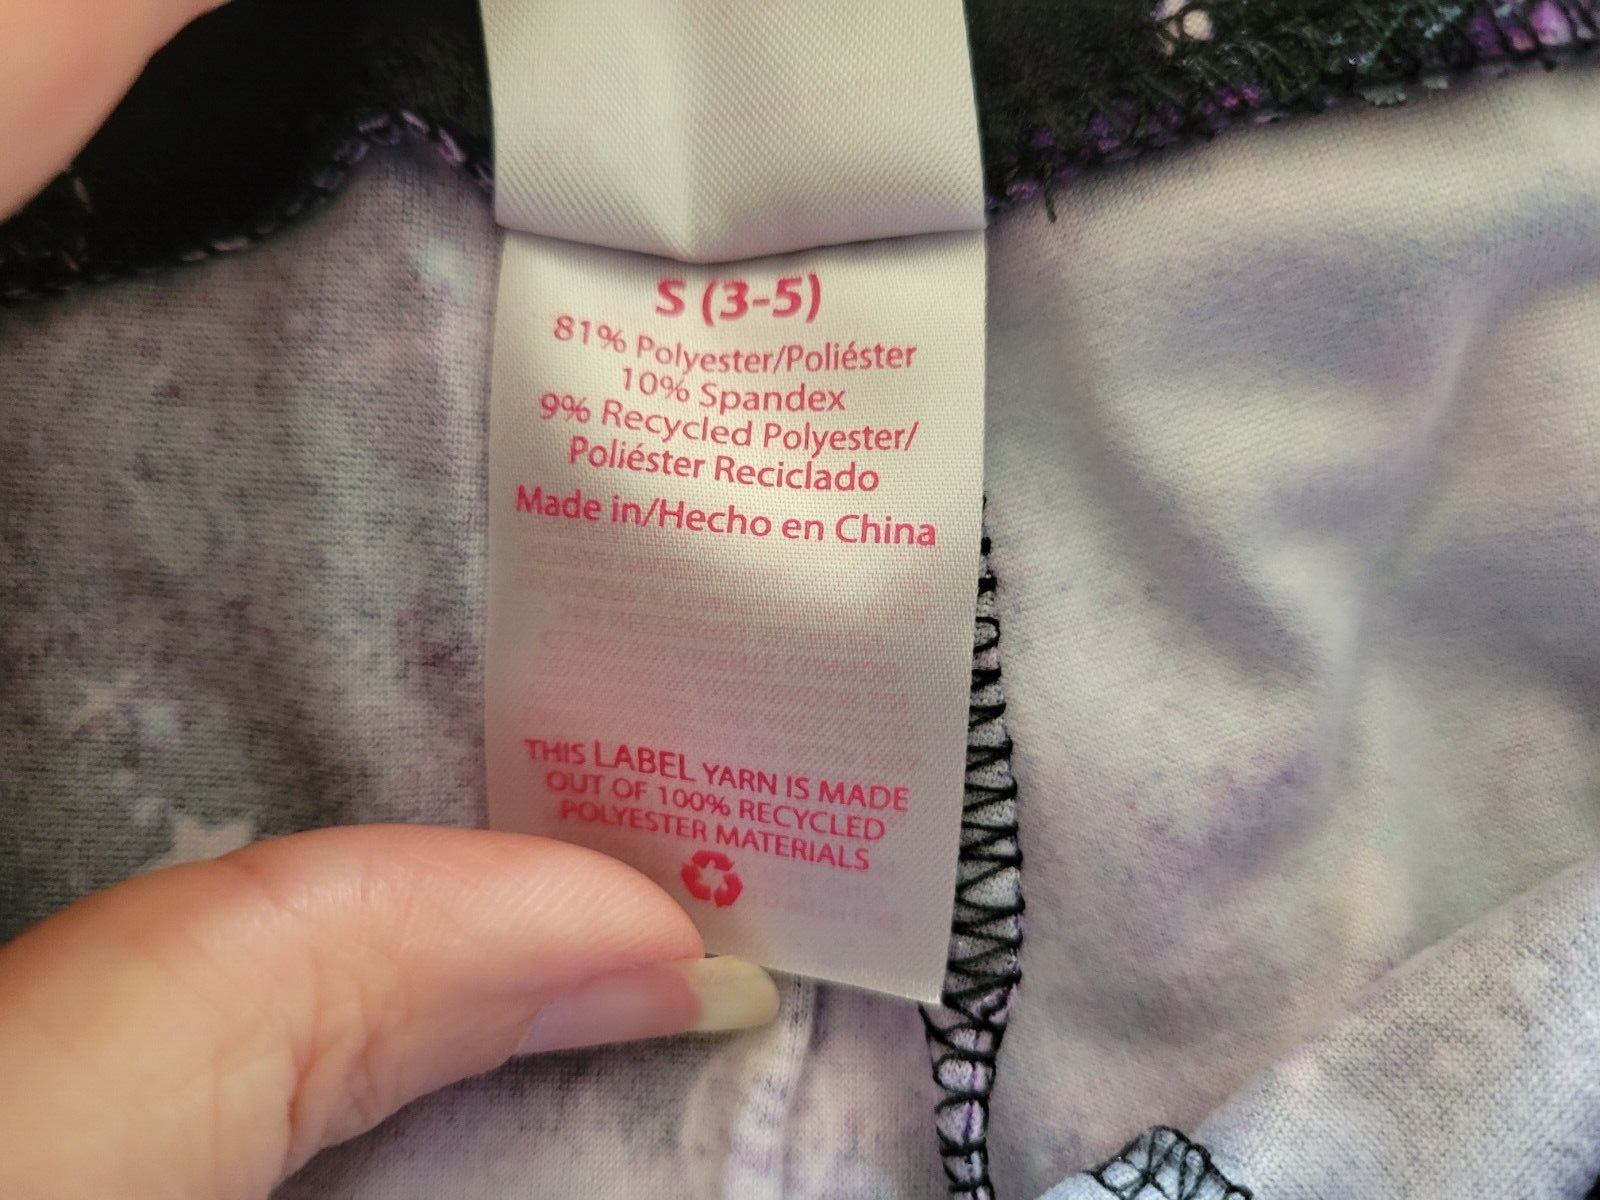 S (3-5)
81% Polyester/Poliéster
10% Spandex
9% Recycled Polyester/
Poliéster Reciclado
Made in/Hecho en China
THIS LABEL YARN IS MADE
OUT OF 100% RECYCLED
POLYESTER MATERIALS